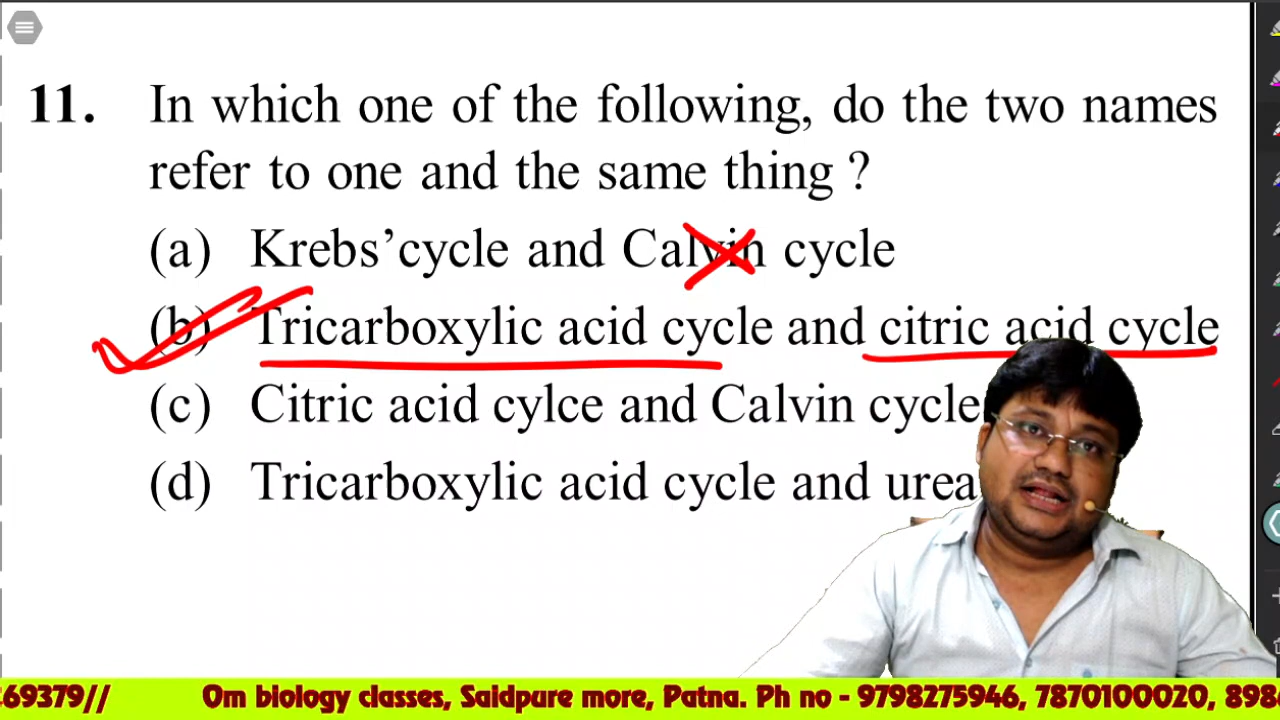 11. In which one of the following, do the two names
refer to one and the same thing ?
(a) Krebs’cycle and Calvin cycle
(b) Tricarboxylic acid cycle and citric acid cycle
(c) Citric acid cylce and Calvin cycle
(d) Tricarboxylic acid cycle and urea
69379// Om biology classes, Saidpure more, Patna. Ph no - 9798275946, 7870100020, 898